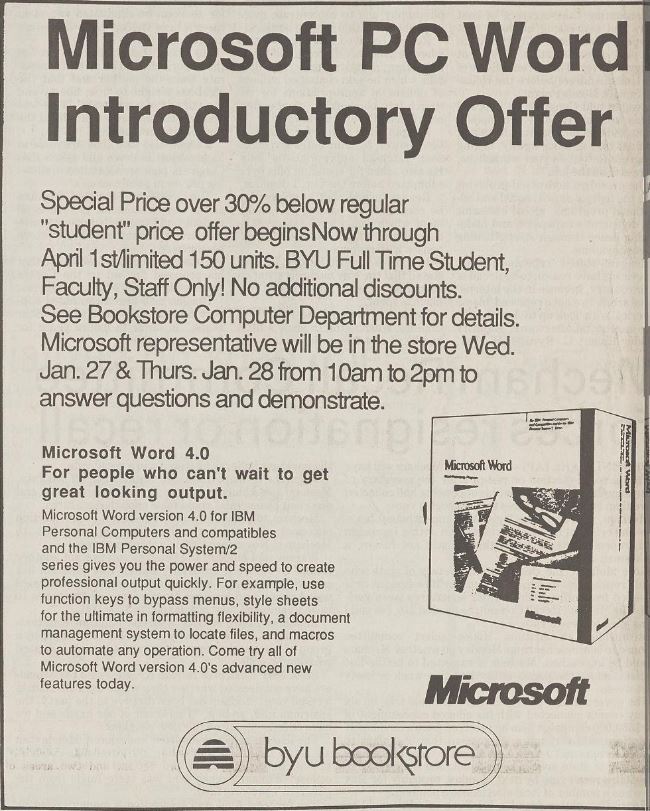 Microsoft PC Word
Introductory Offer
Special Price over 30% below regular
"student" price offer beginsNow through
April 1st/limited 150 units. BYU Full Time Student,
Faculty, Staff Only! No additional discounts.
See Bookstore Computer Department for details.
Microsoft representative will be in the store Wed.
Jan. 27 & Thurs. Jan. 28 from 10am to 2pm to
answer questions and demonstrate.
Microsoft Word 4.0
For people who can't wait to get
great looking output.
Microsoft Word version 4.0 for IBM
Personal Computers and compatibles
and the IBM Personal System/2
series gives you the power and speed to create
professional output quickly. For example, use
function keys to bypass menus, style sheets
for the ultimate in formatting flexibility, a document
management system to locate files, and macros
to automate any operation. Come try all of
Microsoft Word version 4.0's advanced new
features today.
Microsoft Word
Microsoft Word
Microsoft
byu bookstore